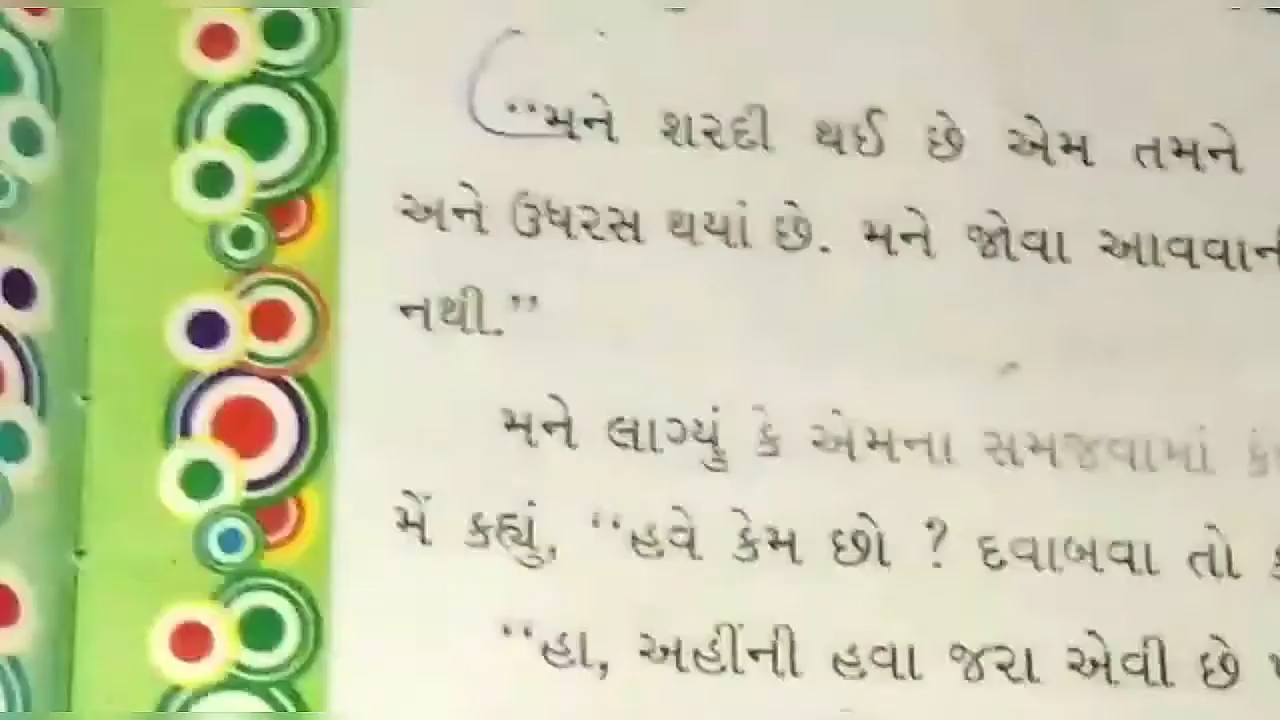 “મને શરદી થઈ છે એમ તમને
અને ઉધરસ થયાં છે. મને જોવા આવવાની
નથી.”
મને લાગ્યું કે એમના સમજવામાં
મેં કહ્યું, “હવે કેમ છો ? દવાબવા તો
“હા, અહીંની હવા જરા એવી છે